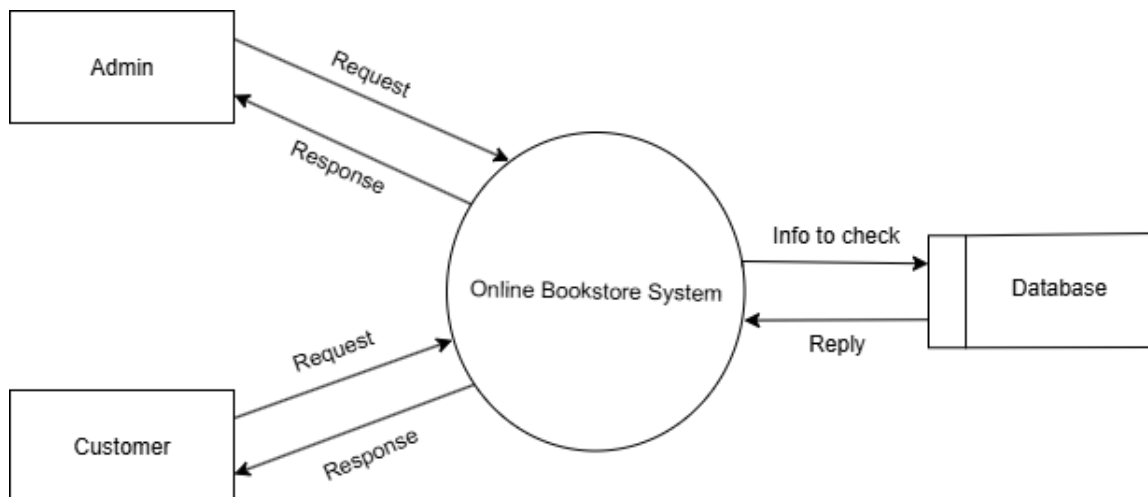 Admin
Request
Response
Online Bookstore System
Info to check
Database
Reply
Request
Customer
Response